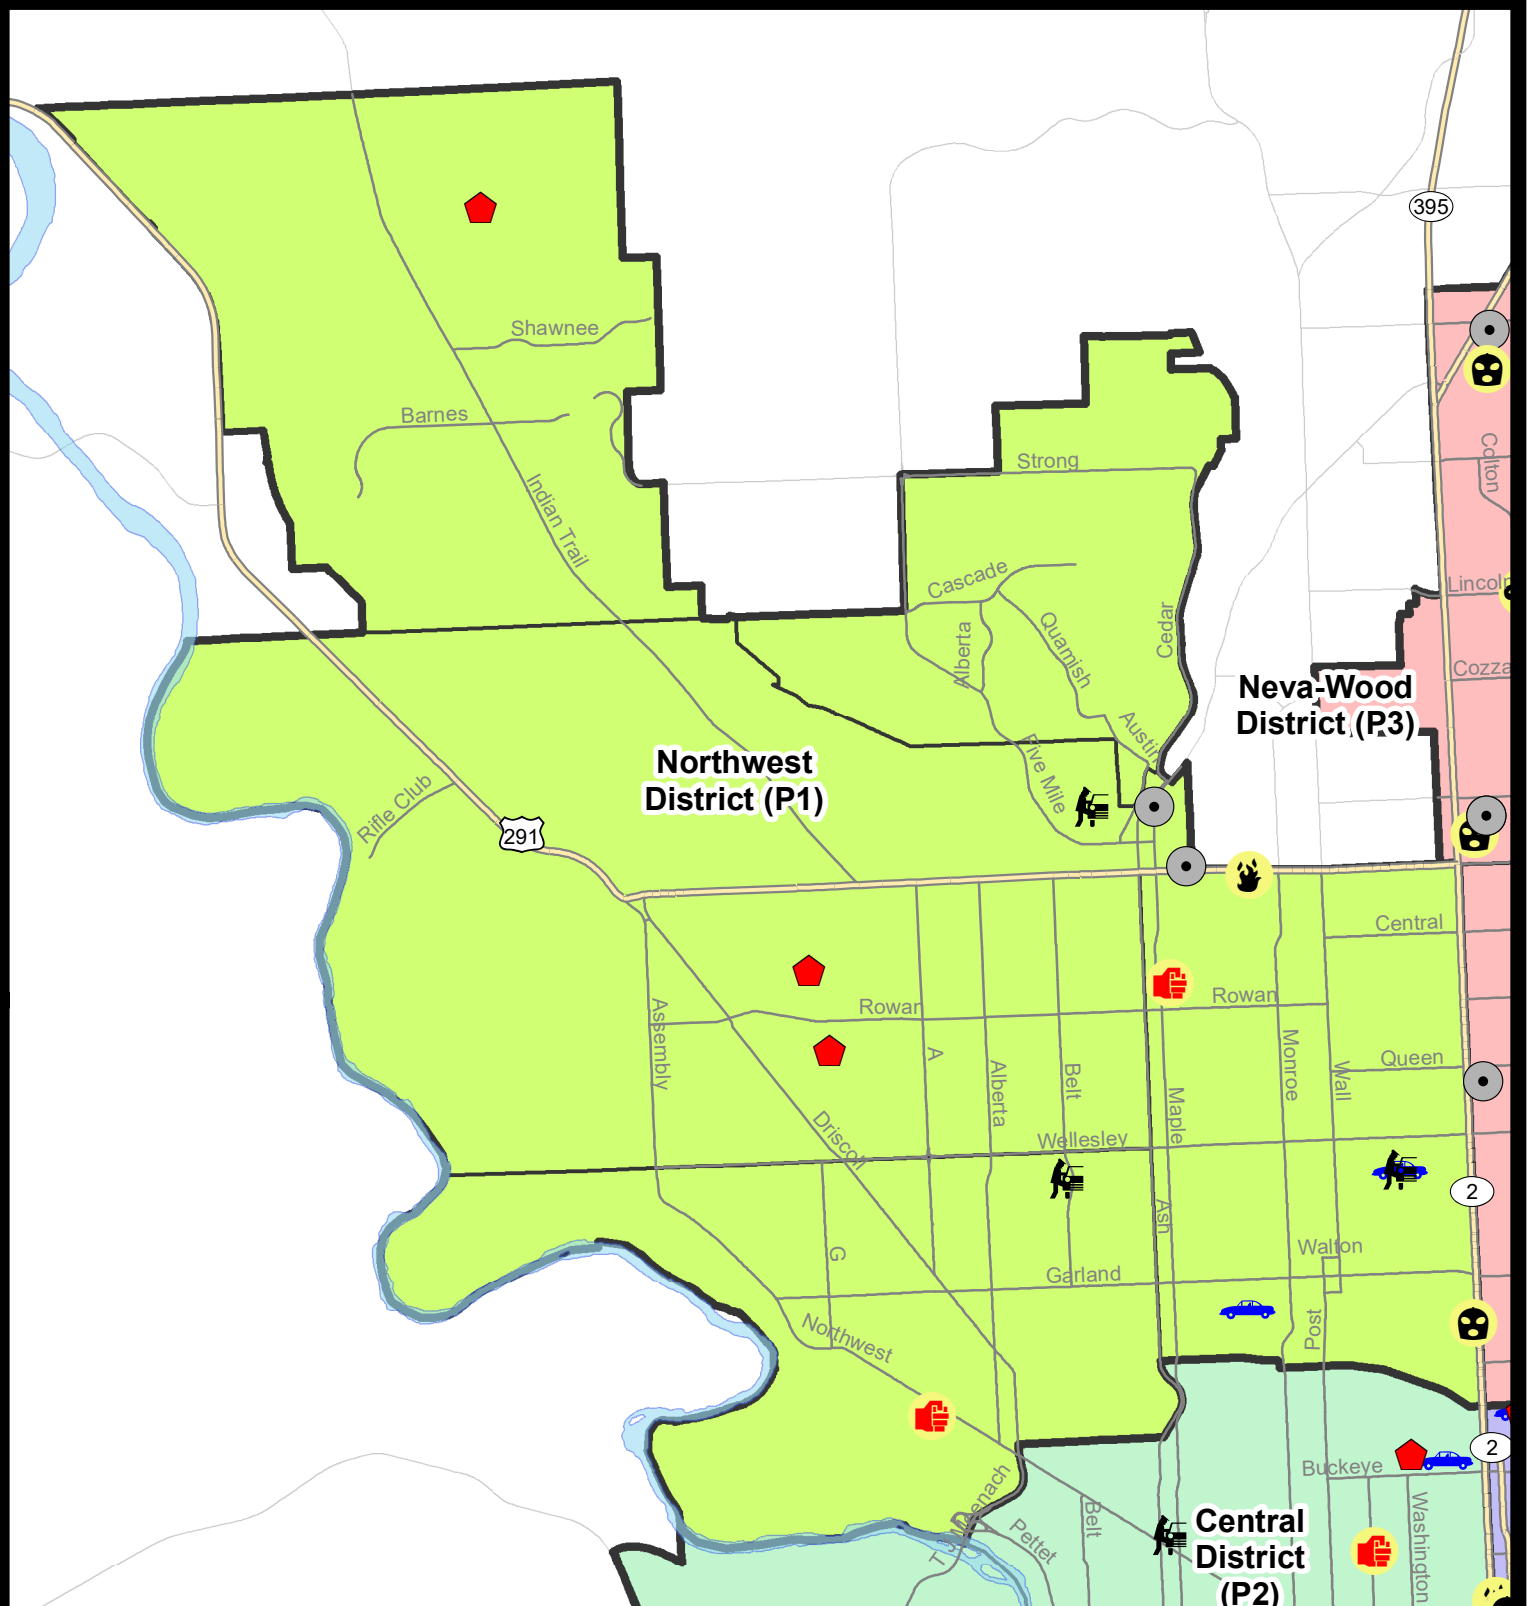 395
Shawnee
Barnes
Colton
Strong
Indian Trail
Cascade
Lincoln
Alberta
Quamish
Cedar
Cozza
Neva-Wood
District (P3)
Austin
Northwest
District (P1)
Five Mile
Rifle Club
291
Central
Rowan
Rowan
Assembly
A
Alberta
Belt
Monroe
Wall
Queen
Maple
Driscoll
Wellesley
2
Ash
G
Walton
Garland
Post
Northwest
2
Buckeye
Washington
Belt
Pettet
Central
District
(P2)